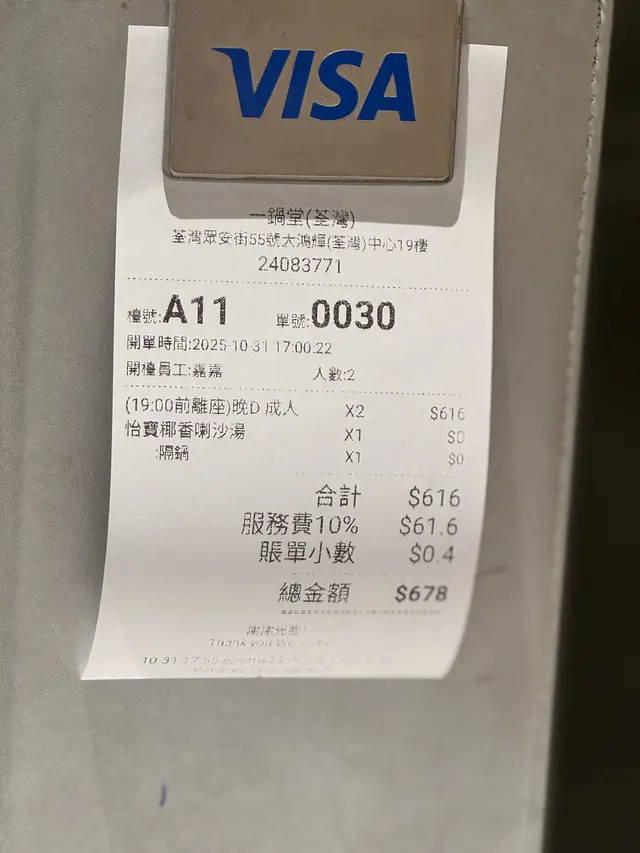 VISA
一鍋堂(荃灣)
荃灣眾安街55號大鴻輝(荃灣)中心19樓
24083771
檯號:A11 單號:0030
開單時間:2025-10-31 17:00:22
開檯員工:嘉嘉 人數:2
(19:00前離座)晚D 成人 X2 $616
怡寶椰香喇沙湯 X1 $0
:隔鍋 X1 $0
合計 $616
服務費10% $61.6
賬單小數 $0.4
總金額 $678
謝謝光臨!
Thank you Welcome
10-31 17:55